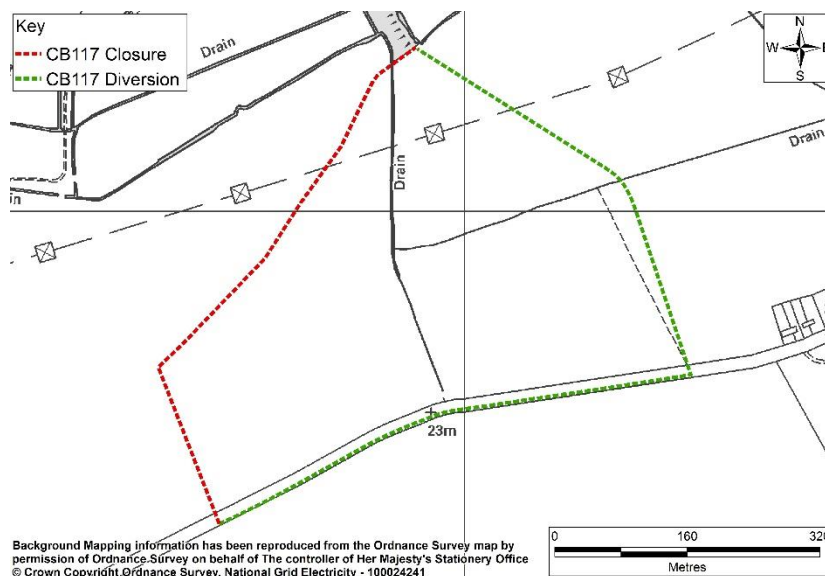 Key
CB117 Closure
CB117 Diversion
Drain
N
W E
S
Drain
Drain
in
23m
0 160 320
Metres
Background Mapping information has been reproduced from the Ordnance Survey map by
permission of Ordnance Survey on behalf of The controller of Her Majesty's Stationery Office
© Crown Copyright Ordnance Survey, National Grid Electricity - 100024241